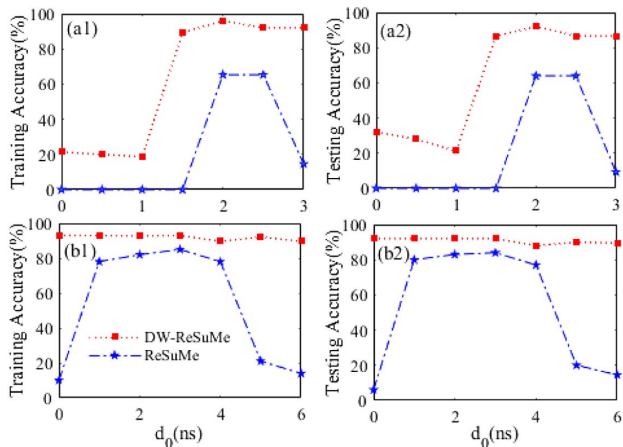 (a1)
Training Accuracy(%)
100
80
60
40
20
0
0 1 2 3
(a2)
Testing Accuracy(%)
100
80
60
40
20
0
0 1 2 3
(b1)
Training Accuracy(%)
100
80
60
40
20
0
DW-ReSuMe
ReSuMe
0 2 4 6
d0(ns)
(b2)
Testing Accuracy(%)
100
80
60
40
20
0
0 2 4 6
d0(ns)